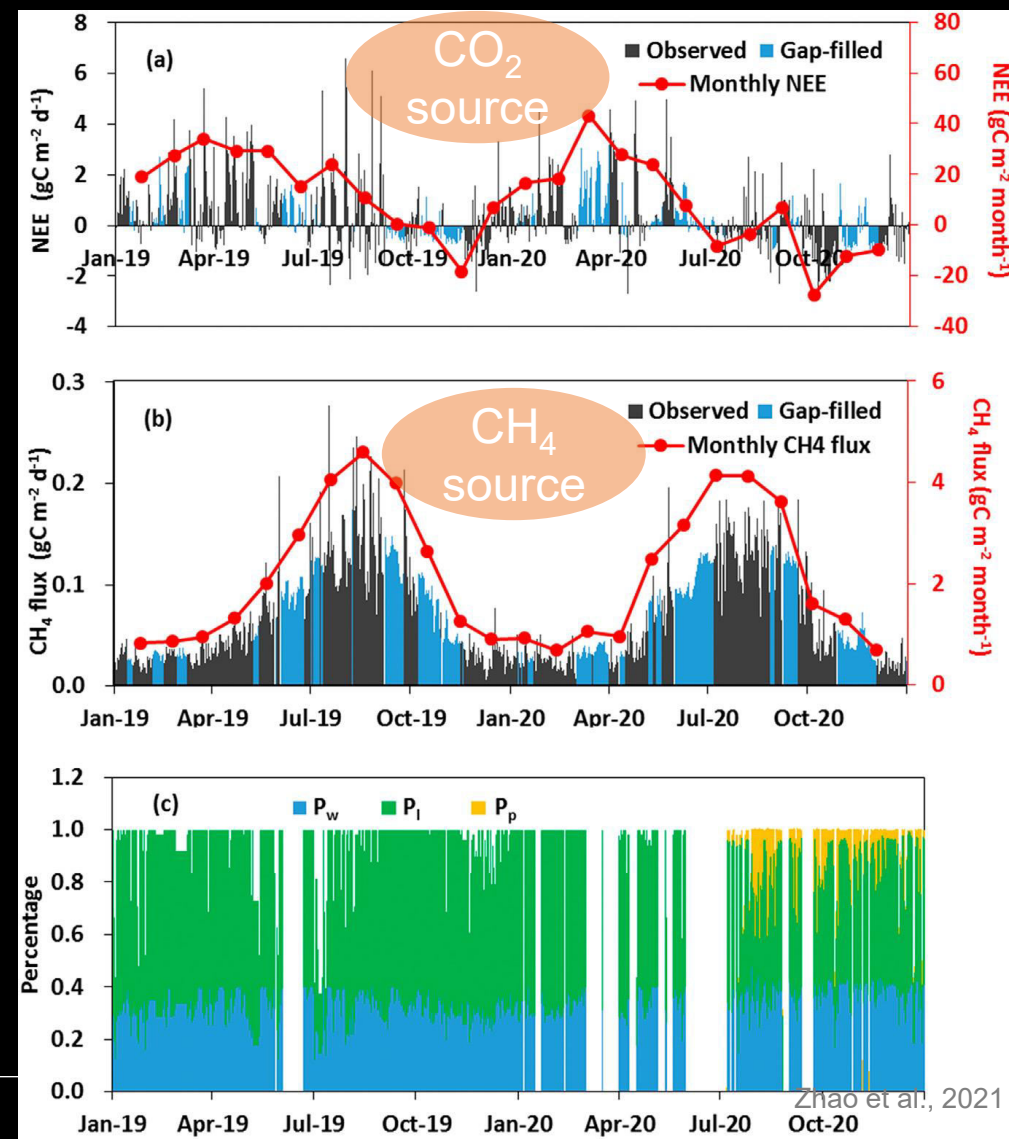 (a)
CO₂
source
Observed Gap-filled
Monthly NEE
8
6
4
2
0
-2
-4
NEE (gC m⁻² d⁻¹)
80
60
40
20
0
-20
-40
NEE (gC m⁻² month⁻¹)
Jan-19 Apr-19 Jul-19 Oct-19 Jan-20 Apr-20 Jul-20 Oct-20
(b)
CH₄
source
Observed Gap-filled
Monthly CH4 flux
0.3
0.2
0.1
0.0
CH₄ flux (gC m⁻² d⁻¹)
6
4
2
0
CH₄ flux (gC m⁻² month⁻¹)
Jan-19 Apr-19 Jul-19 Oct-19 Jan-20 Apr-20 Jul-20 Oct-20
(c)
P_w P_l P_p
1.2
1.0
0.8
0.6
0.4
0.2
0.0
Percentage
Jan-19 Apr-19 Jul-19 Oct-19 Jan-20 Apr-20 Jul-20 Oct-20
Zhao et al., 2021